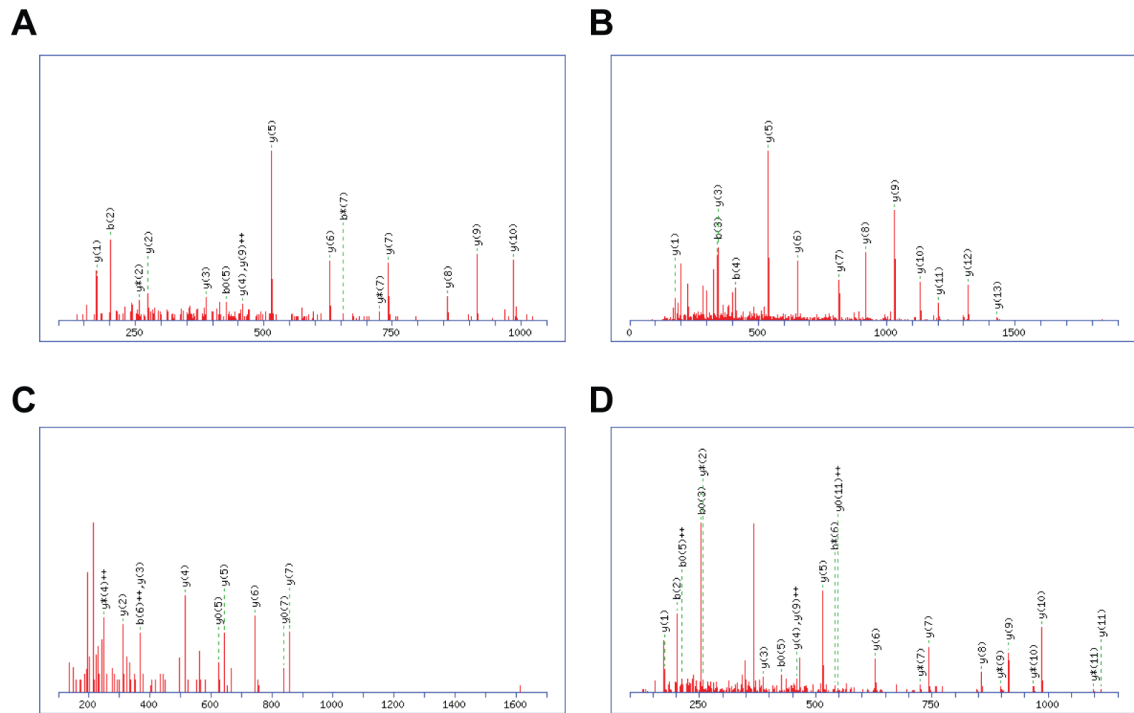 A
y(1)
b(2)
y*(2)
y(2)
y(3)
b0(5)
y(4),y(9)++
y(5)
y(6)
b*(7)
y*(7)
y(7)
y(8)
y(9)
y(10)
250
500
750
1000
B
y(1)
b(3)
y(3)
b(4)
y(5)
y(6)
y(7)
y(8)
y(9)
y(10)
y(11)
y(12)
y(13)
0
500
1000
1500
C
y*(4)++
y(2)
b(6)++,y(3)
y(4)
y0(5)
y(5)
y(6)
y0(7)
y(7)
200
400
600
800
1000
1200
1400
1600
D
y(1)
b(2)
b0(5)++
b0(3)
y*(2)
y(3)
b0(5)
y(4),y(9)++
y(5)
b*(6)
y0(11)++
y(6)
y*(7)
y(7)
y(8)
y*(9)
y(9)
y*(10)
y(10)
y*(11)
y(11)
250
500
750
1000